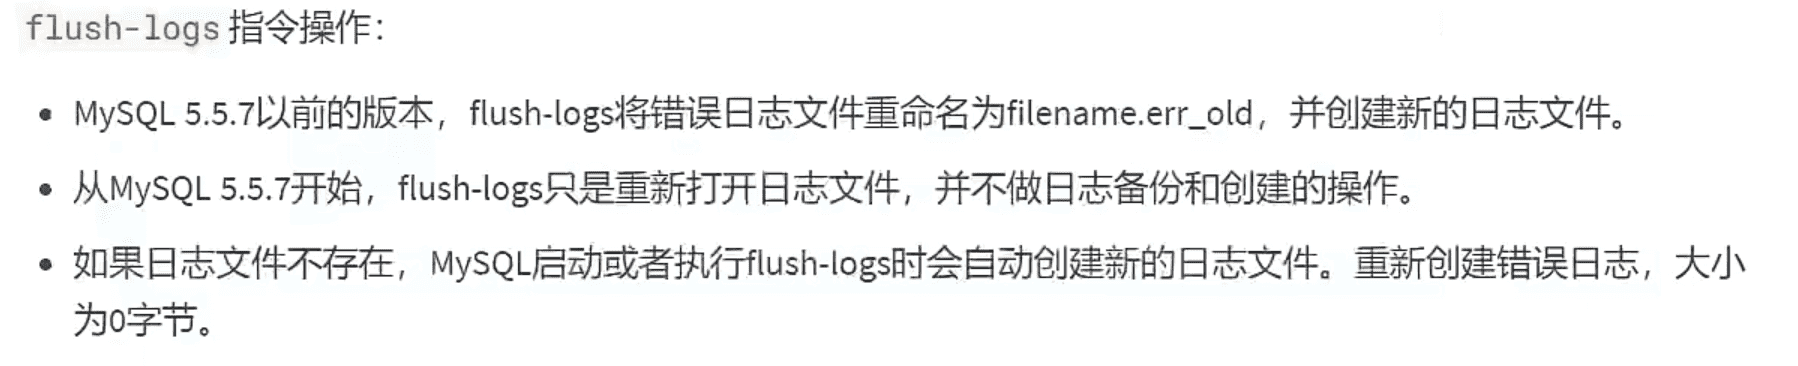 flush-logs 指令操作：
MySQL 5.5.7以前的版本，flush-logs将错误日志文件重命名为filename.err_old，并创建新的日志文件。
从MySQL 5.5.7开始，flush-logs只是重新打开日志文件，并不做日志备份和创建的操作。
如果日志文件不存在，MySQL启动或者执行flush-logs时会自动创建新的日志文件。重新创建错误日志，大小
为0字节。